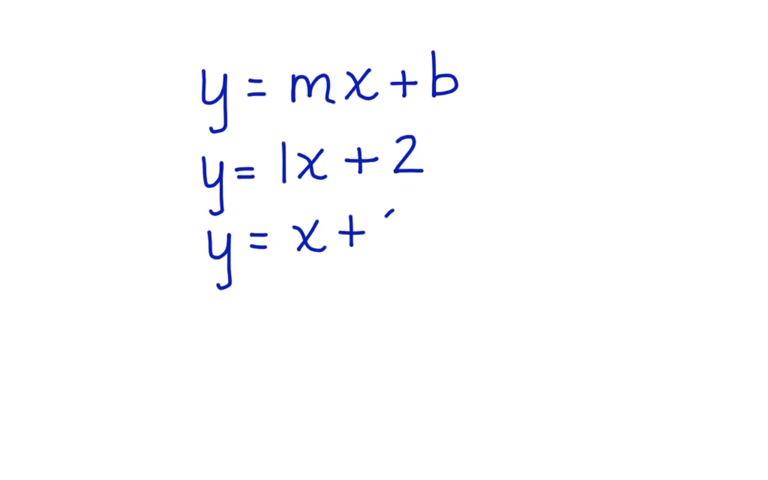 y = mx + b
y = 1x + 2
y = x +